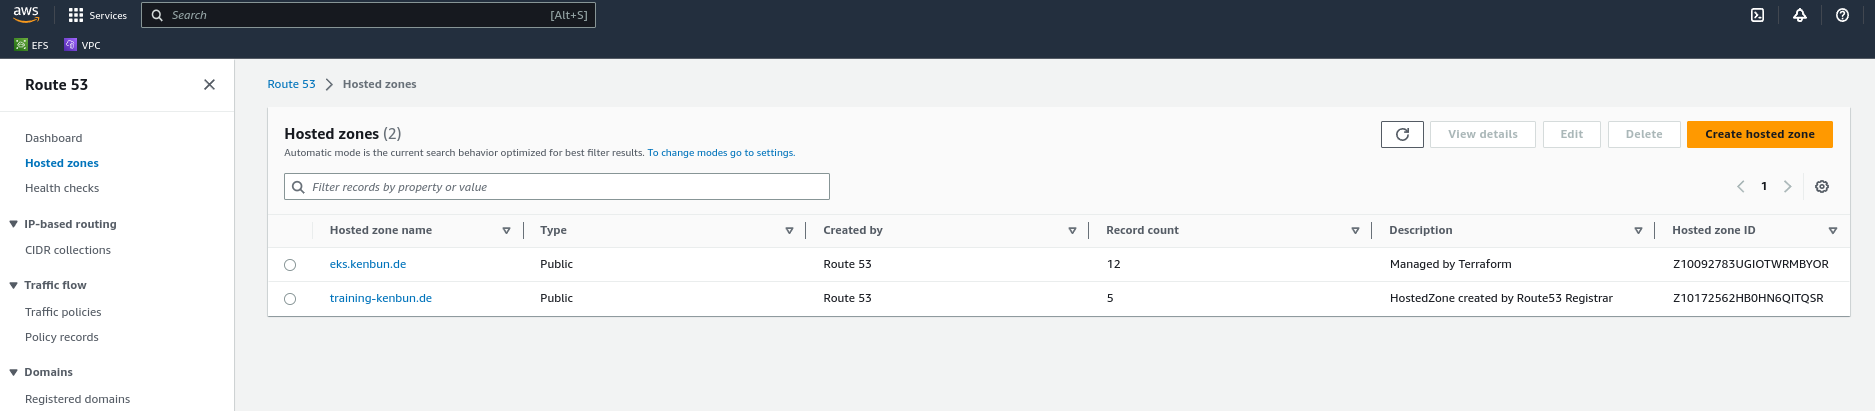 aws Services Search [Alt+S]
EFS VPC
Route 53
Dashboard
Hosted zones
Health checks
IP-based routing
CIDR collections
Traffic flow
Traffic policies
Policy records
Domains
Registered domains
Route 53 Hosted zones
Hosted zones (2)
View details Edit Delete Create hosted zone
Automatic mode is the current search behavior optimized for best filter results. To change modes go to settings.
Filter records by property or value
1
Hosted zone name Type Created by Record count Description Hosted zone ID
eks.kenbun.de Public Route 53 12 Managed by Terraform Z10092783UGIOTWRMBYOR
training-kenbun.de Public Route 53 5 HostedZone created by Route53 Registrar Z10172562HB0HN6QITQSR